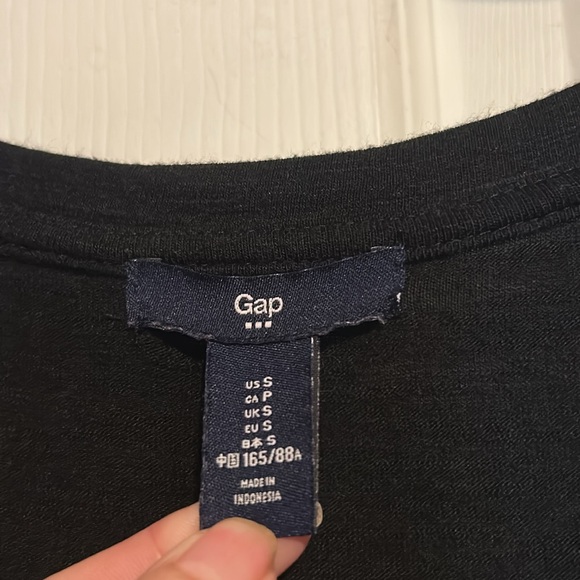 Gap
US S
CA P
UK S
EU S
日本 S
中国 165/88A
MADE IN
INDONESIA